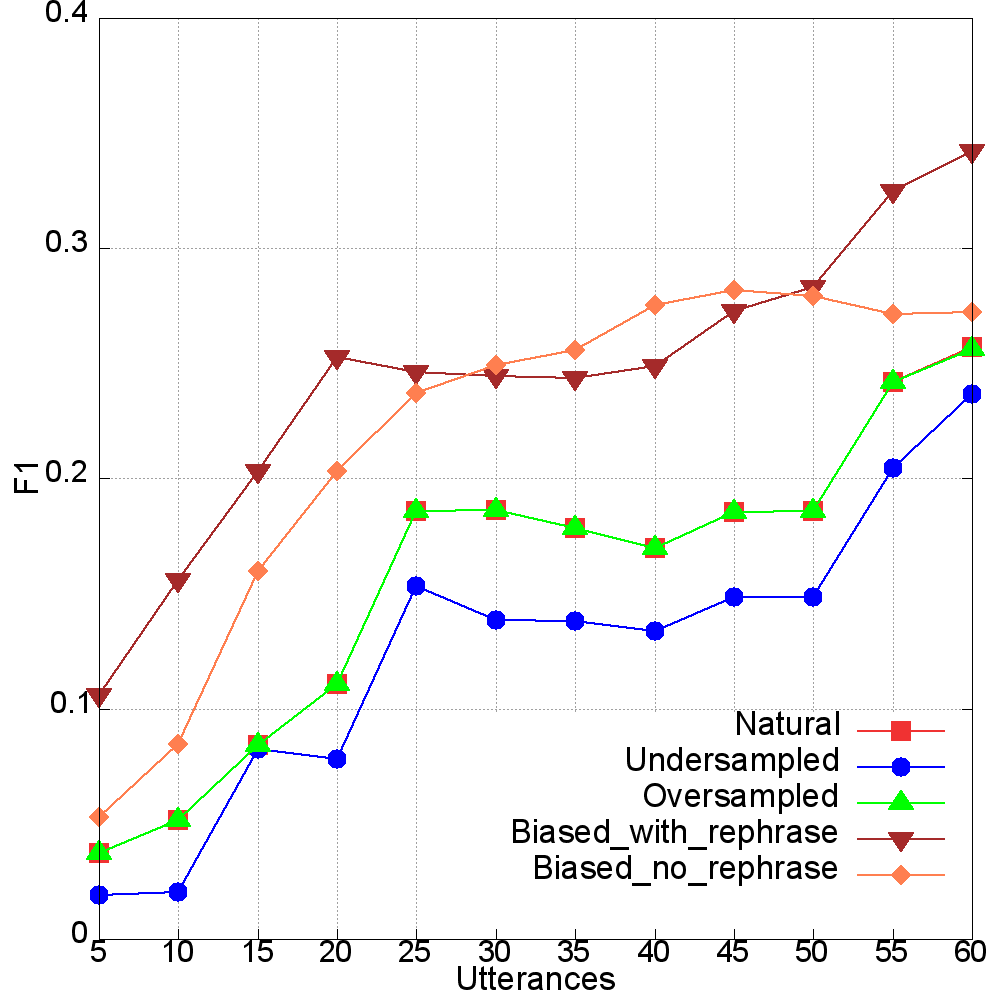 0.4
0.3
0.2
0.1
0
F1
5 10 15 20 25 30 35 40 45 50 55 60
Utterances
Natural
Undersampled
Oversampled
Biased_with_rephrase
Biased_no_rephrase